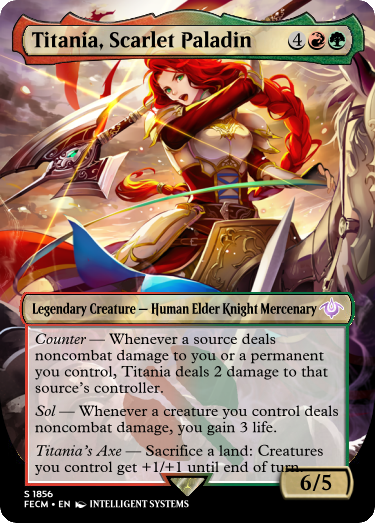 Titania, Scarlet Paladin 4
Legendary Creature — Human Elder Knight Mercenary
Counter — Whenever a source deals
noncombat damage to you or a permanent
you control, Titania deals 2 damage to that
source's controller.
Sol — Whenever a creature you control deals
noncombat damage, you gain 3 life.
Titania's Axe — Sacrifice a land: Creatures
you control get +1/+1 until end of turn.
6/5
S 1856
FECM • EN INTELLIGENT SYSTEMS